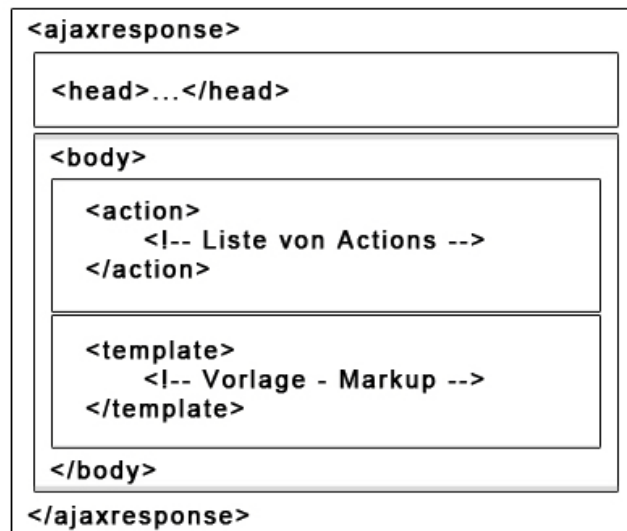 <ajaxresponse>
<head>...</head>
<body>
<action>
<!-- Liste von Actions -->
</action>
<template>
<!-- Vorlage - Markup -->
</template>
</body>
</ajaxresponse>